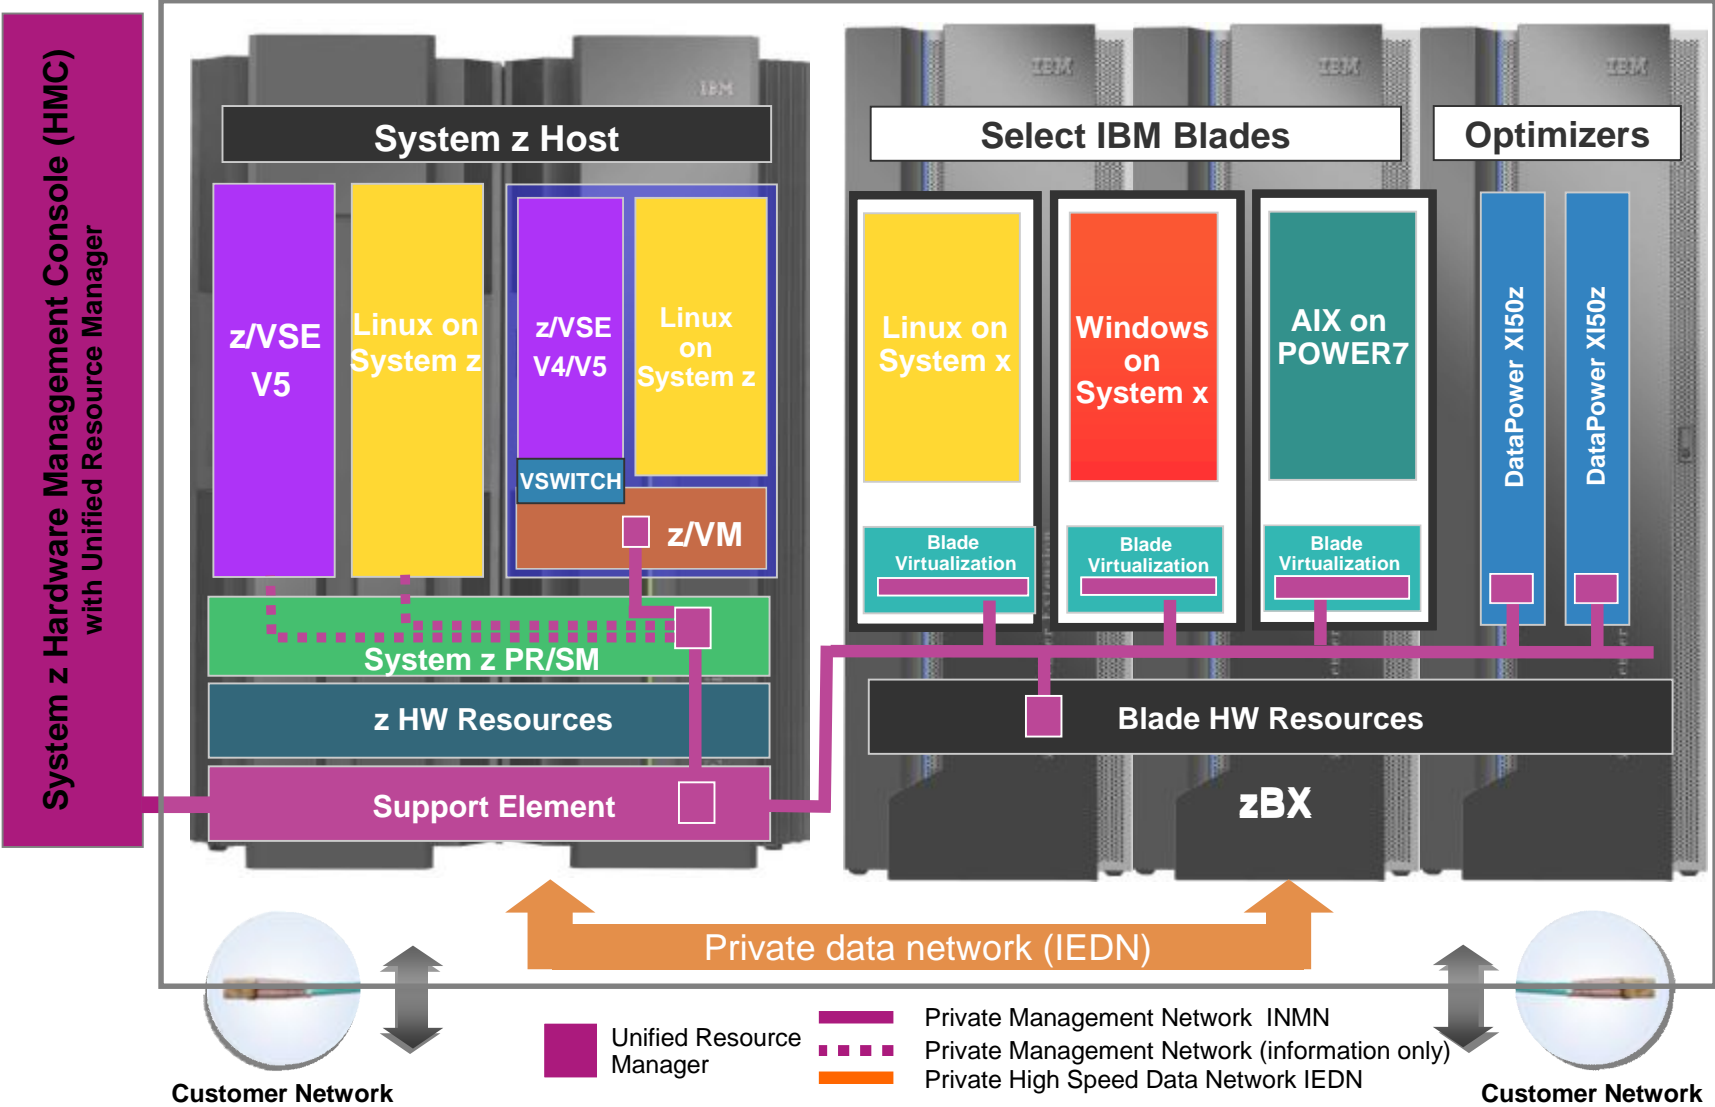 System z Hardware Management Console (HMC)
with Unified Resource Manager
IBM
IBM
IBM
IBM
System z Host
Select IBM Blades
Optimizers
z/VSE
V5
Linux on
System z
z/VSE
V4/V5
Linux
on
System z
VSWITCH
z/VM
Linux on
System x
Windows
on
System x
AIX on
POWER7
DataPower XI50z
DataPower XI50z
Blade
Virtualization
Blade
Virtualization
Blade
Virtualization
System z PR/SM
z HW Resources
Support Element
Blade HW Resources
zBX
Private data network (IEDN)
Unified Resource
Manager
Private Management Network INMN
Private Management Network (information only)
Private High Speed Data Network IEDN
Customer Network
Customer Network